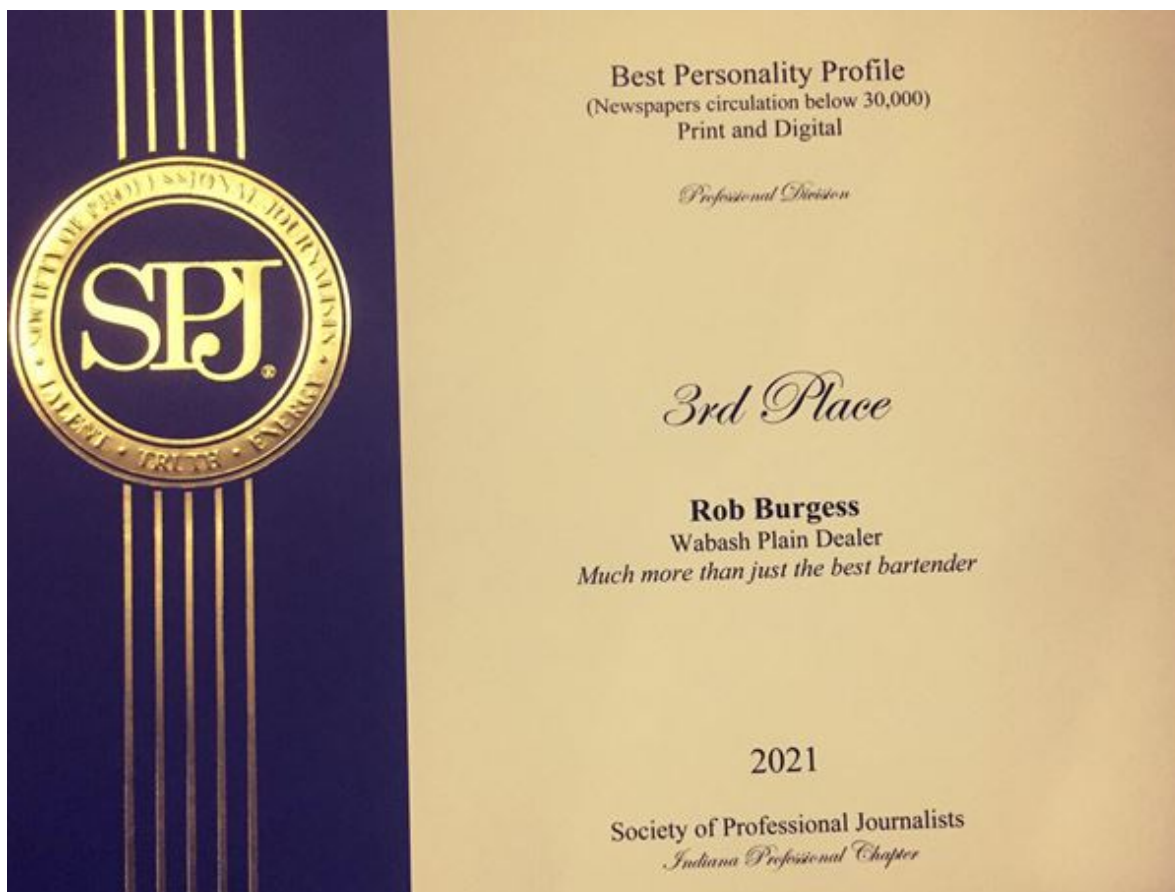 SOCIETY OF PROFESSIONAL JOURNALISTS
SPJ®
TALENT • TRUTH • ENERGY
Best Personality Profile
(Newspapers circulation below 30,000)
Print and Digital
Professional Division
3rd Place
Rob Burgess
Wabash Plain Dealer
Much more than just the best bartender
2021
Society of Professional Journalists
Indiana Professional Chapter